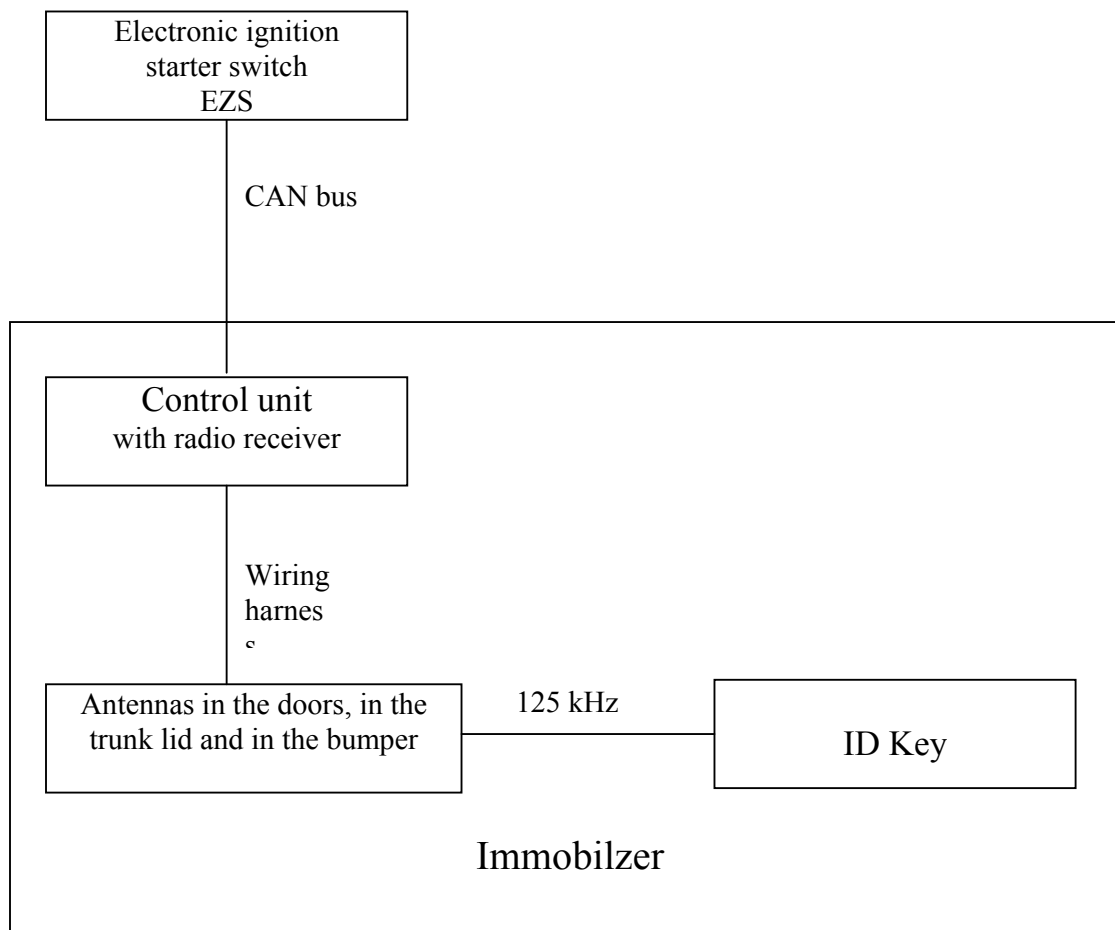 Electronic ignition
starter switch
EZS
CAN bus
Control unit
with radio receiver
Wiring
harnes
s
Antennas in the doors, in the
trunk lid and in the bumper
125 kHz
ID Key
Immobilzer